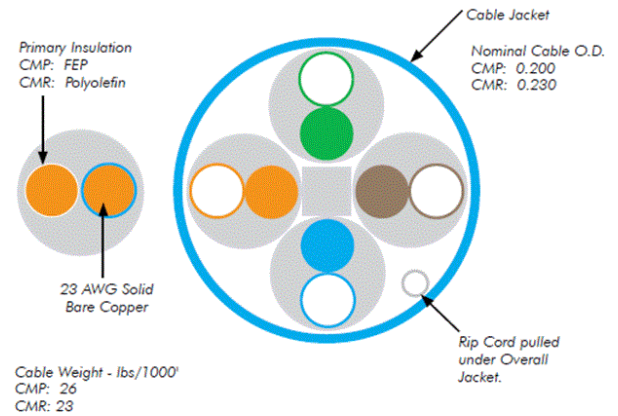 Cable Jacket
Primary Insulation
CMP: FEP
CMR: Polyolefin
Nominal Cable O.D.
CMP: 0.200
CMR: 0.230
23 AWG Solid
Bare Copper
Rip Cord pulled
under Overall
Jacket.
Cable Weight - lbs/1000'
CMP: 26
CMR: 23